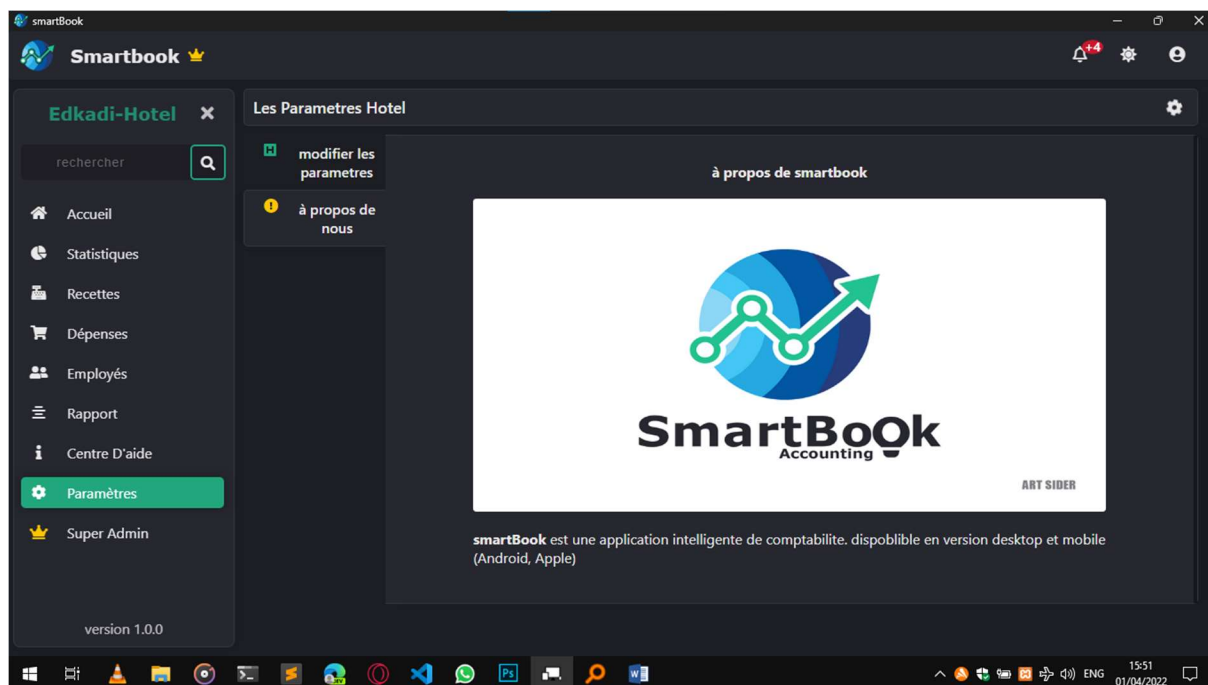 smartBook
Smartbook
+4
Edkadi-Hotel
rechercher
Accueil
Statistiques
Recettes
Dépenses
Employés
Rapport
Centre D'aide
Paramètres
Super Admin
version 1.0.0
Les Parametres Hotel
modifier les
parametres
à propos de
nous
à propos de smartbook
SmartBook
Accounting
ART SIDER
smartBook est une application intelligente de comptabilite. dispoblible en version desktop et mobile
(Android, Apple)
Ps
ENG
15:51
01/04/2022